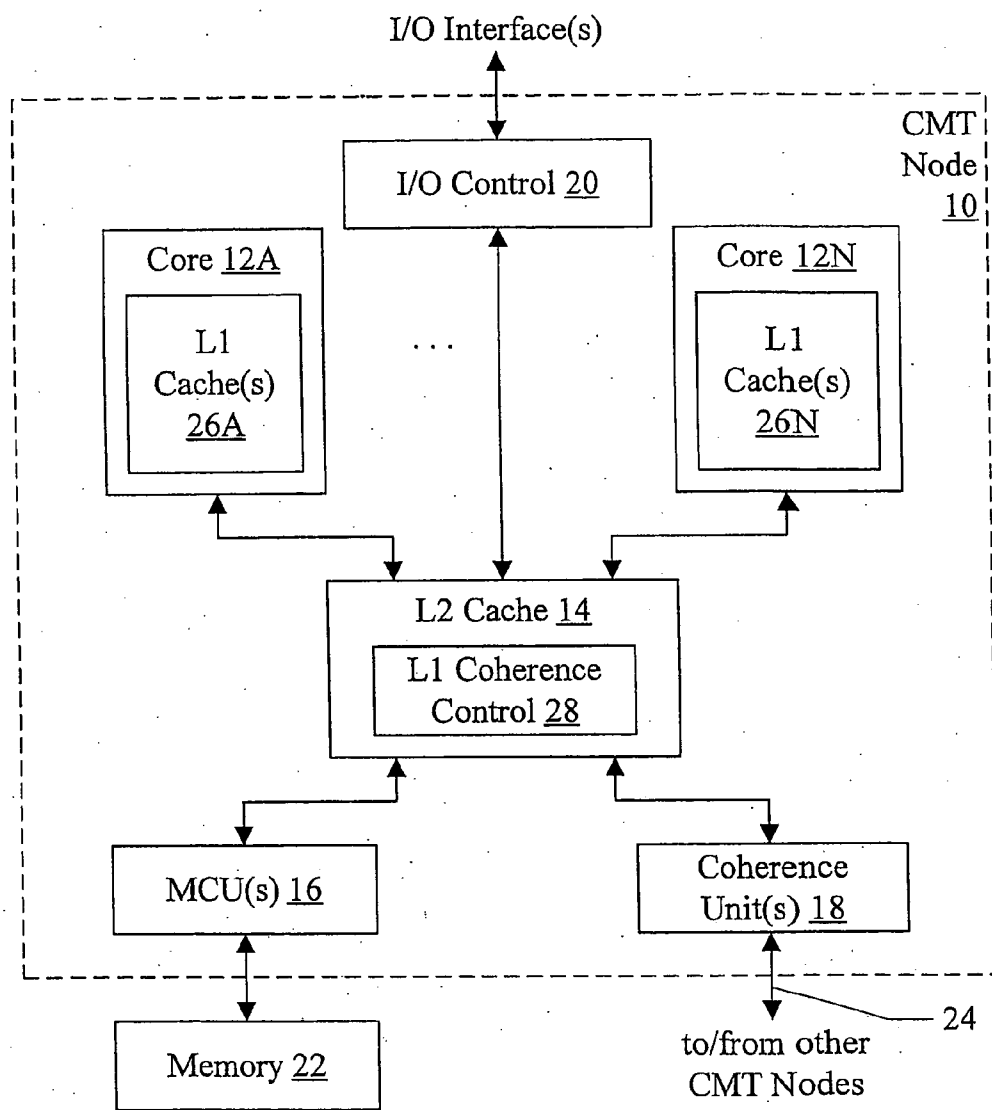 I/O Interface(s)
CMT
Node
10
I/O Control 20
Core 12A
L1
Cache(s)
26A
. . .
Core 12N
L1
Cache(s)
26N
L2 Cache 14
L1 Coherence
Control 28
MCU(s) 16
Coherence
Unit(s) 18
Memory 22
24
to/from other
CMT Nodes